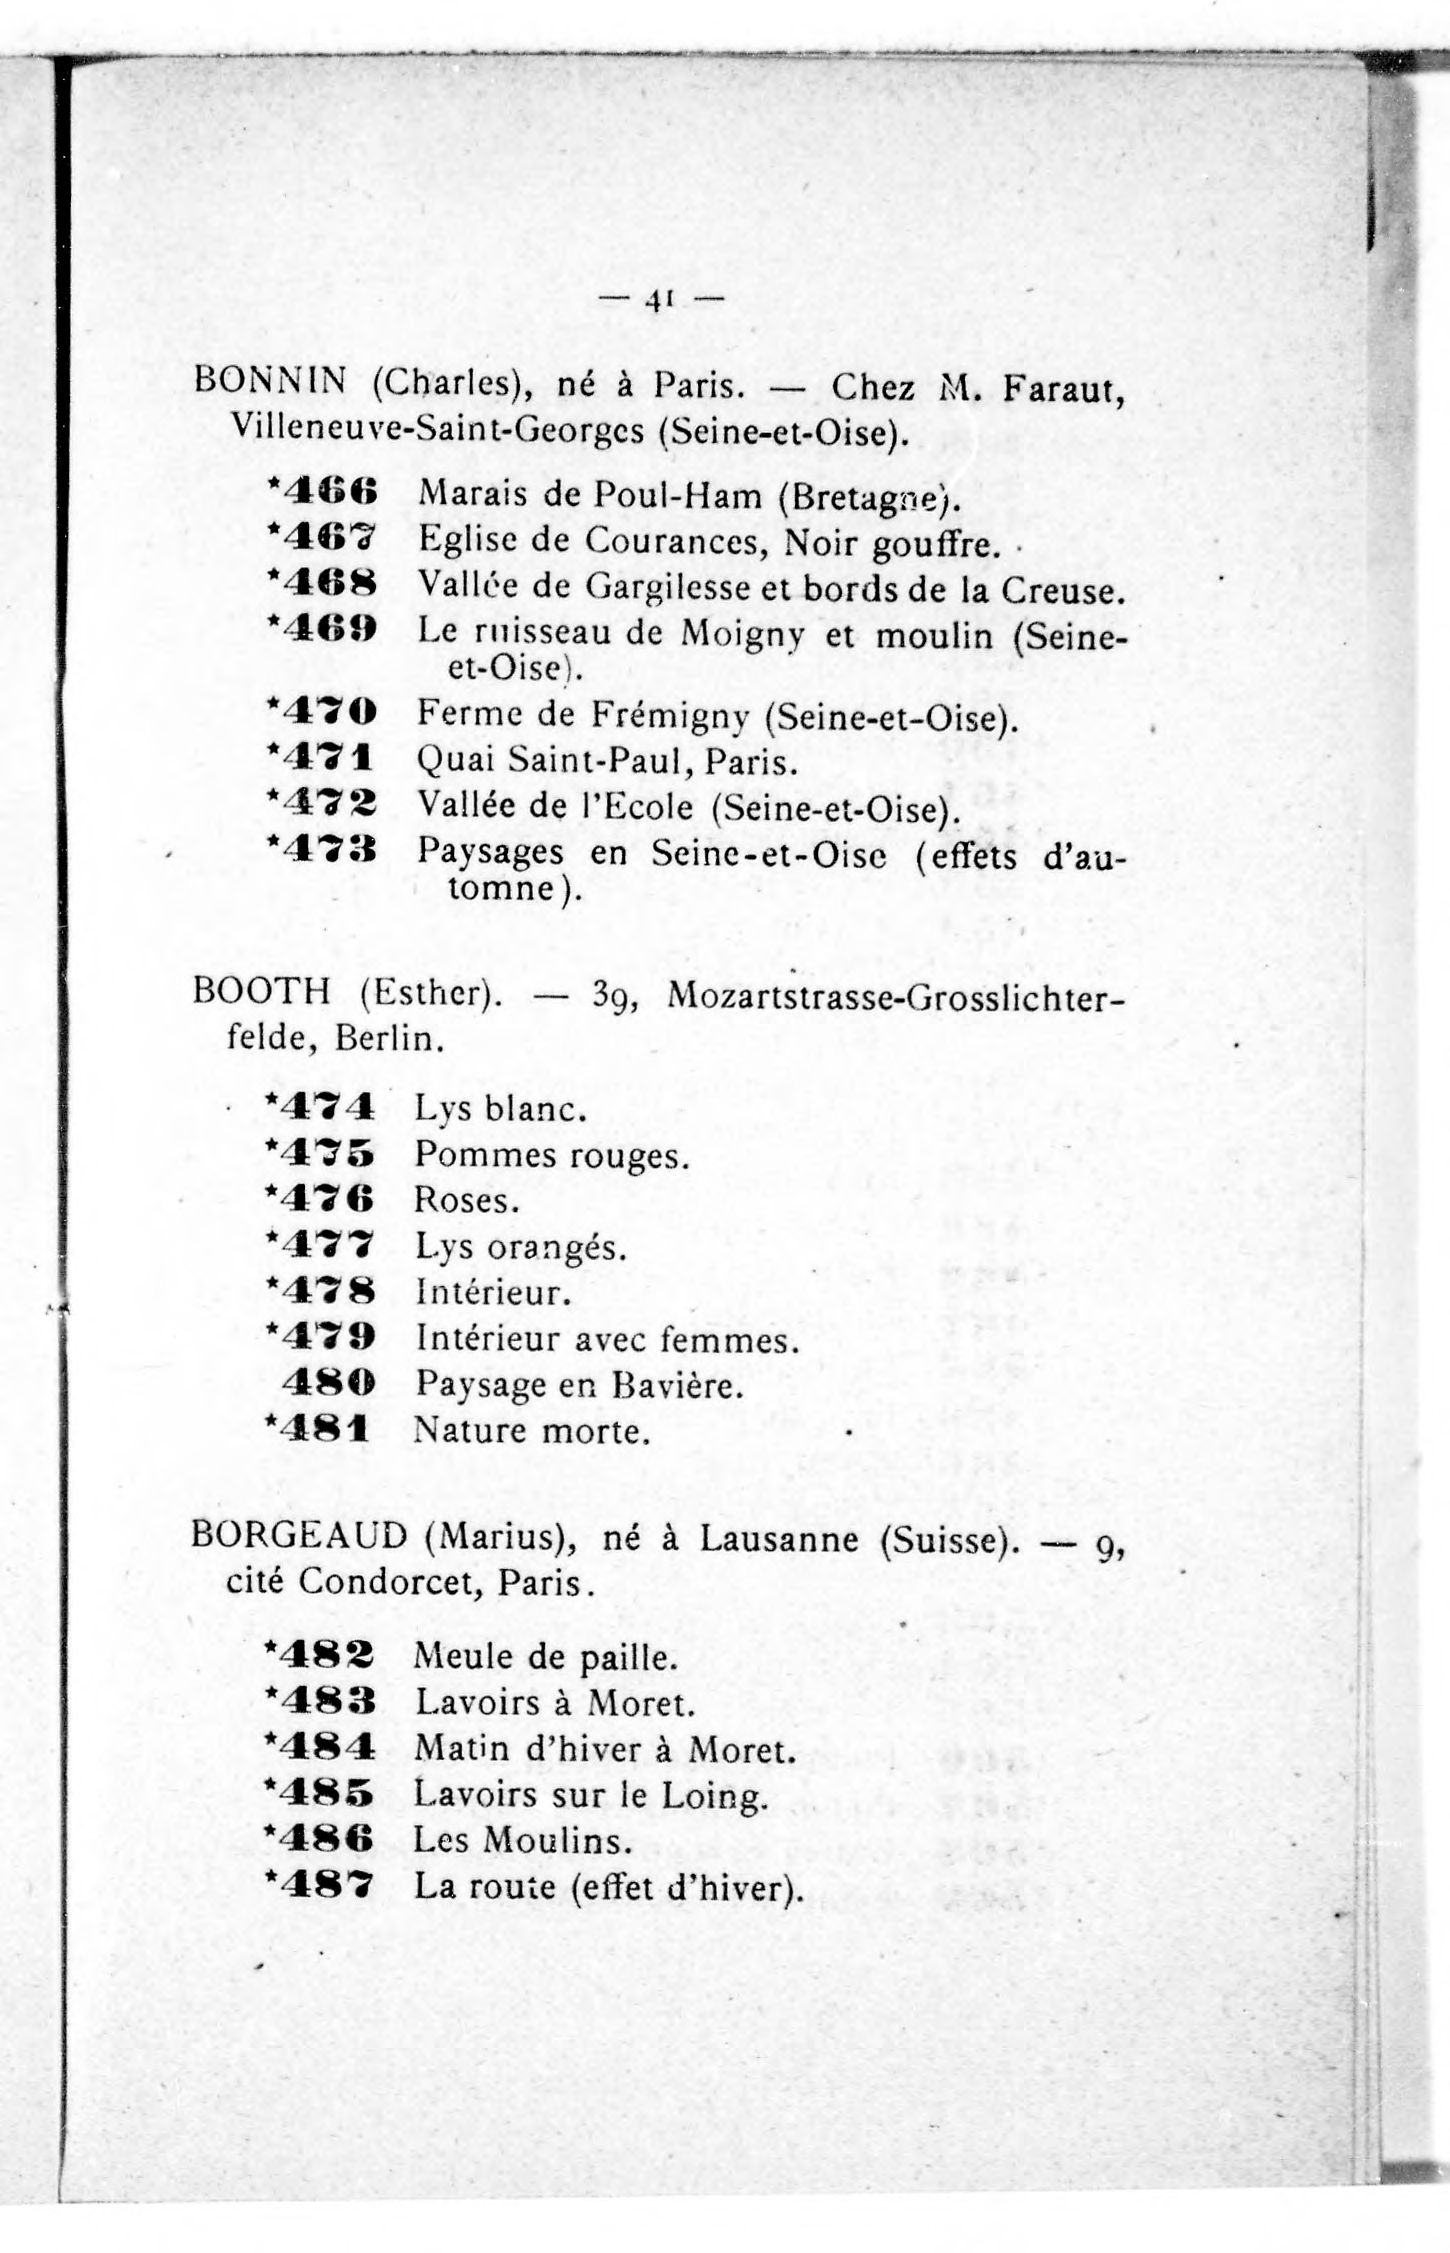 — 41 —
BONNIN (Charles), né à Paris. — Chez M. Faraut,
Villeneuve-Saint-Georges (Seine-et-Oise).
*466 Marais de Poul-Ham (Bretagne).
*467 Eglise de Courances, Noir gouffre.
*468 Vallée de Gargilesse et bords de la Creuse.
*469 Le ruisseau de Moigny et moulin (Seine-
et-Oise).
*470 Ferme de Frémigny (Seine-et-Oise).
*471 Quai Saint-Paul, Paris.
*472 Vallée de l'Ecole (Seine-et-Oise).
*473 Paysages en Seine-et-Oise (effets d'au-
tomne).
BOOTH (Esther). — 39, Mozartstrasse-Grosslichter-
felde, Berlin.
*474 Lys blanc.
*475 Pommes rouges.
*476 Roses.
*477 Lys orangés.
*478 Intérieur.
*479 Intérieur avec femmes.
480 Paysage en Bavière.
*481 Nature morte.
BORGEAUD (Marius), né à Lausanne (Suisse). — 9,
cité Condorcet, Paris.
*482 Meule de paille.
*483 Lavoirs à Moret.
*484 Matin d'hiver à Moret.
*485 Lavoirs sur le Loing.
*486 Les Moulins.
*487 La route (effet d'hiver).